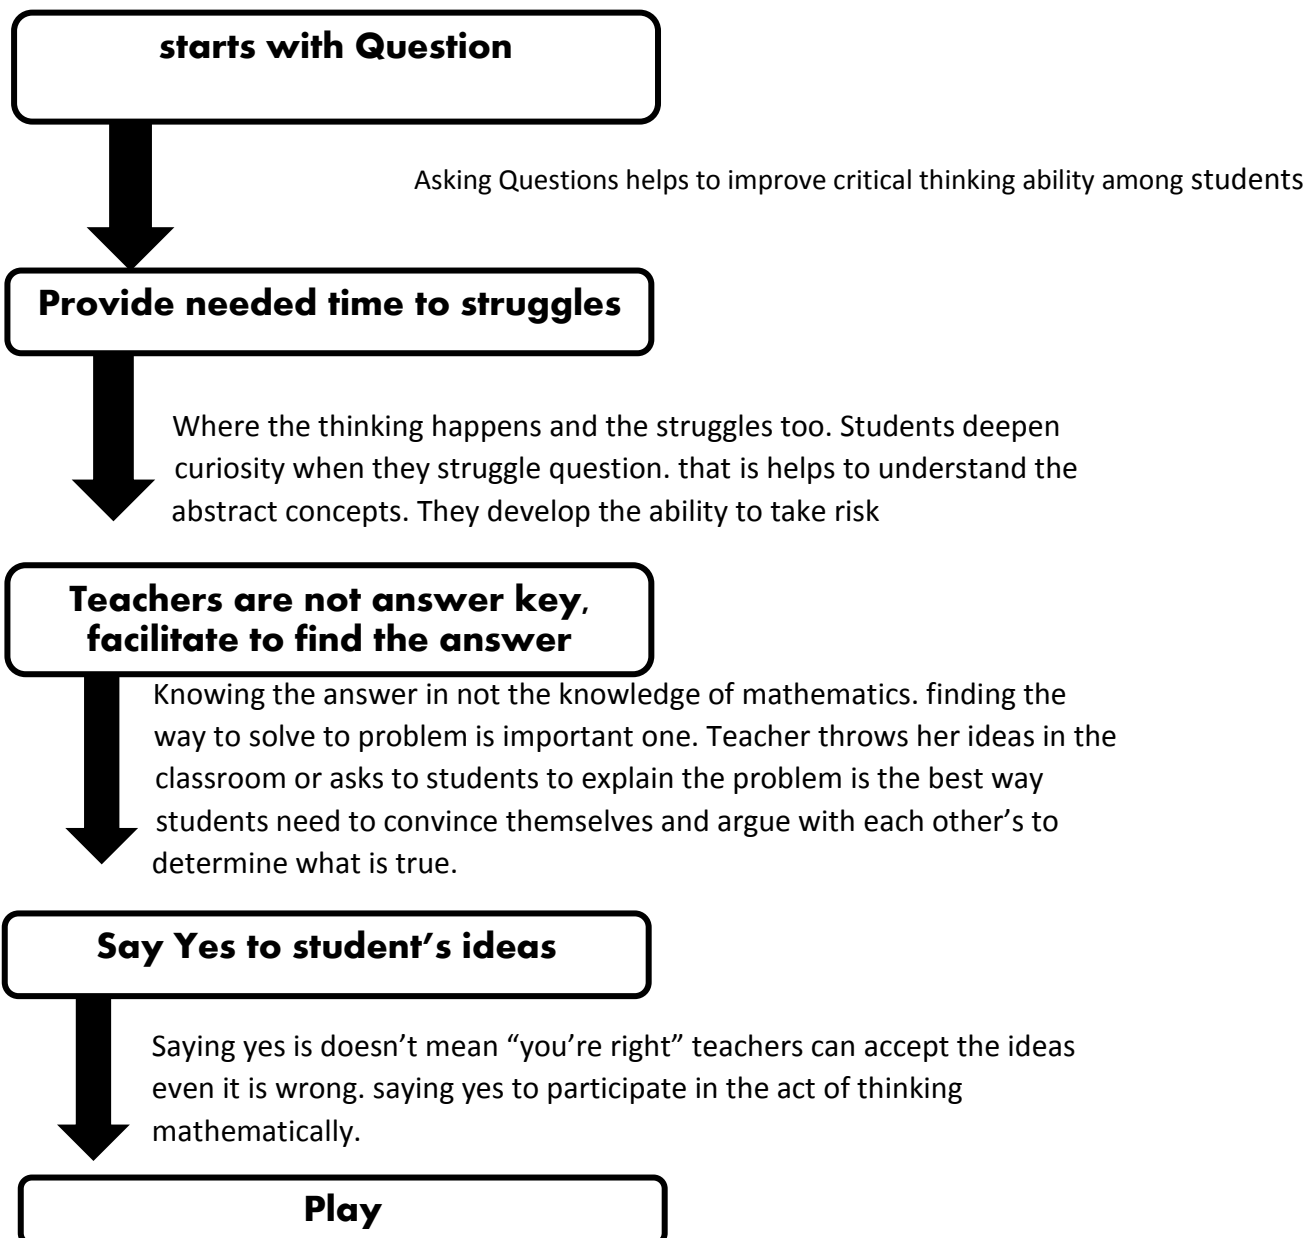 starts with Question
Asking Questions helps to improve critical thinking ability among students
Provide needed time to struggles
Where the thinking happens and the struggles too. Students deepen
curiosity when they struggle question. that is helps to understand the
abstract concepts. They develop the ability to take risk
Teachers are not answer key,
facilitate to find the answer
Knowing the answer in not the knowledge of mathematics. finding the
way to solve to problem is important one. Teacher throws her ideas in the
classroom or asks to students to explain the problem is the best way
students need to convince themselves and argue with each other’s to
determine what is true.
Say Yes to student’s ideas
Saying yes is doesn’t mean “you’re right” teachers can accept the ideas
even it is wrong. saying yes to participate in the act of thinking
mathematically.
Play